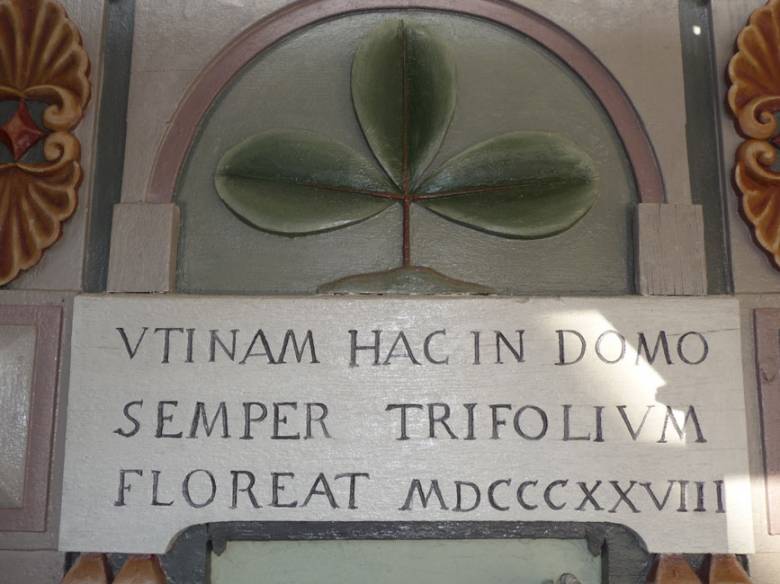 VTINAM HAC IN DOMO
SEMPER TRIFOLIVM
FLOREAT MDCCCXXVIII